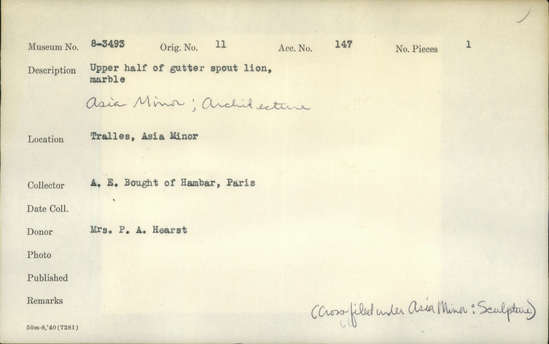 Museum No. 8-3493 Orig. No. 11 Acc. No. 147 No. Pieces 1
Description Upper half of gutter spout lion,
marble
Asia Minor; Architecture
Location Tralles, Asia Minor
Collector A. E. Bought of Hambar, Paris
Date Coll.
Donor Mrs. P. A. Hearst
Photo
Published
Remarks
(Cross-filed under Asia Minor: Sculpture)
50m-8,'40(7281)